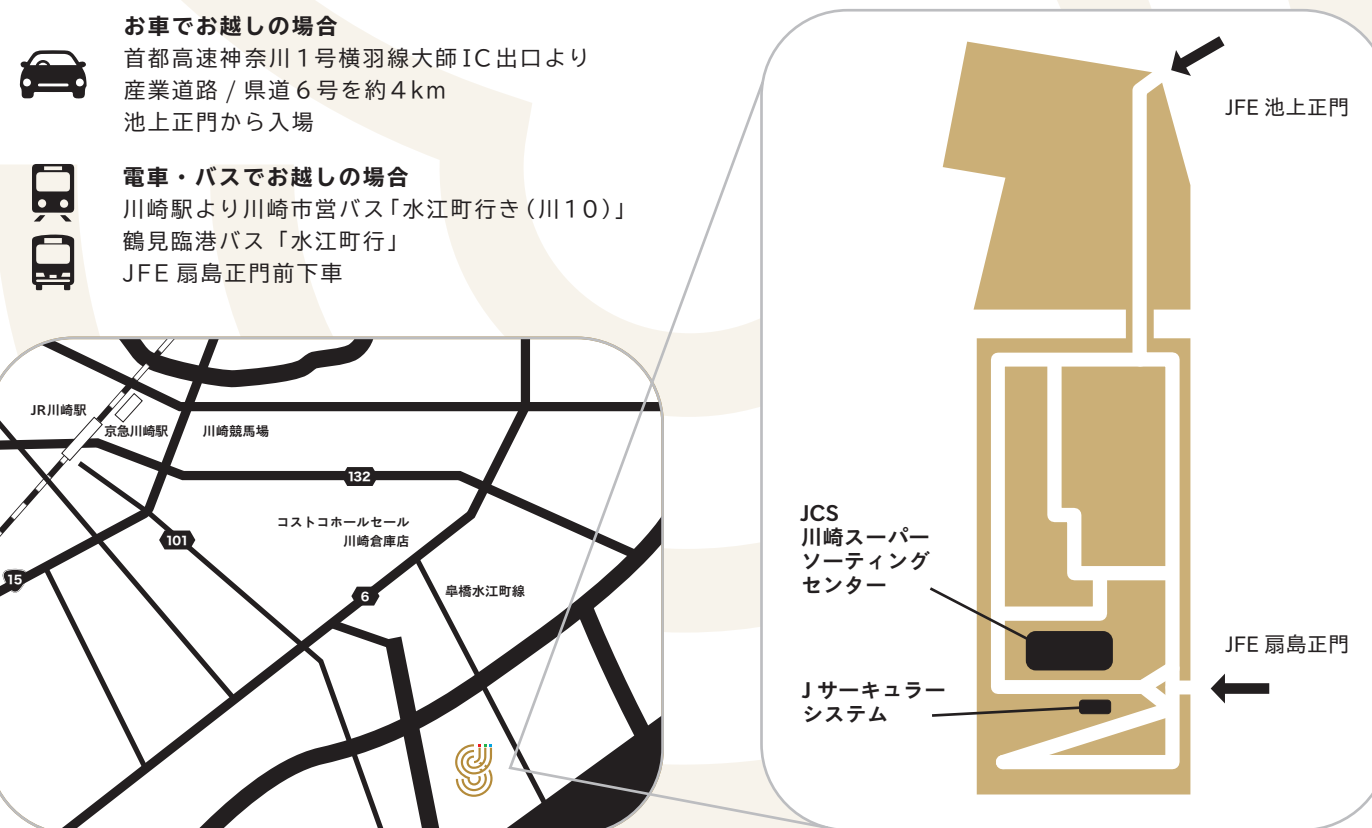 お車でお越しの場合
首都高速神奈川1号横羽線大師IC出口より
産業道路 / 県道6号を約4km
池上正門から入場
電車・バスでお越しの場合
川崎駅より川崎市営バス「水江町行き（川10）」
鶴見臨港バス「水江町行」
JFE 扇島正門前下車
JR川崎駅
京急川崎駅
川崎競馬場
132
コストコホールセール
川崎倉庫店
101
15
6
皐橋水江町線
JFE 池上正門
JCS
川崎スーパー
ソーティング
センター
JFE 扇島正門
J サーキュラー
システム